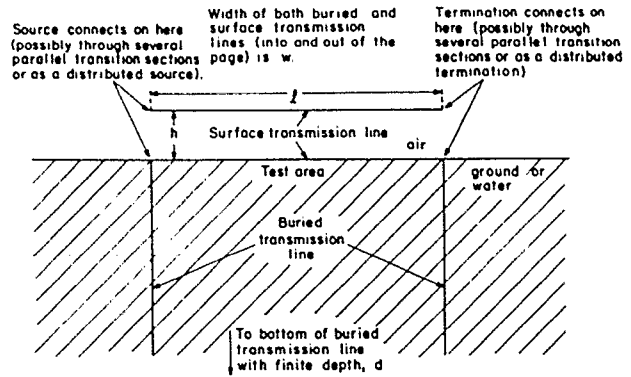 Source connects on here
(possibly through several
parallel transition sections
or as a distributed source).
Width of both buried and
surface transmission
lines (into and out of the
page) is w.
Termination connects on
here (possibly through
several parallel transition
sections or as a distributed
termination)
l
h
Surface transmission line
air
Test area
ground or
water
Buried
transmission
line
To bottom of buried
transmission line
with finite depth, d